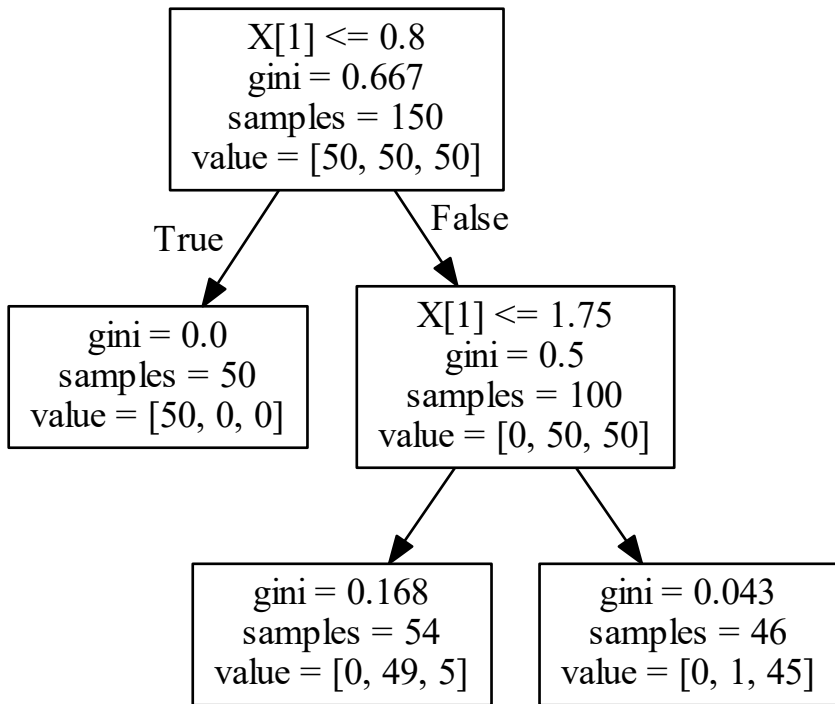 X[1] <= 0.8
gini = 0.667
samples = 150
value = [50, 50, 50]
True
False
gini = 0.0
samples = 50
value = [50, 0, 0]
X[1] <= 1.75
gini = 0.5
samples = 100
value = [0, 50, 50]
gini = 0.168
samples = 54
value = [0, 49, 5]
gini = 0.043
samples = 46
value = [0, 1, 45]